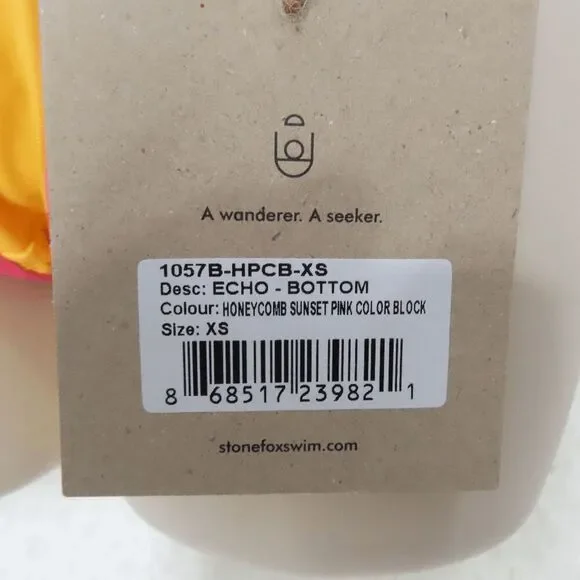 A wanderer. A seeker.
1057B-HPCB-XS
Desc: ECHO - BOTTOM
Colour: HONEYCOMB SUNSET PINK COLOR BLOCK
Size: XS
8 68517 23982 1
stonefoxswim.com